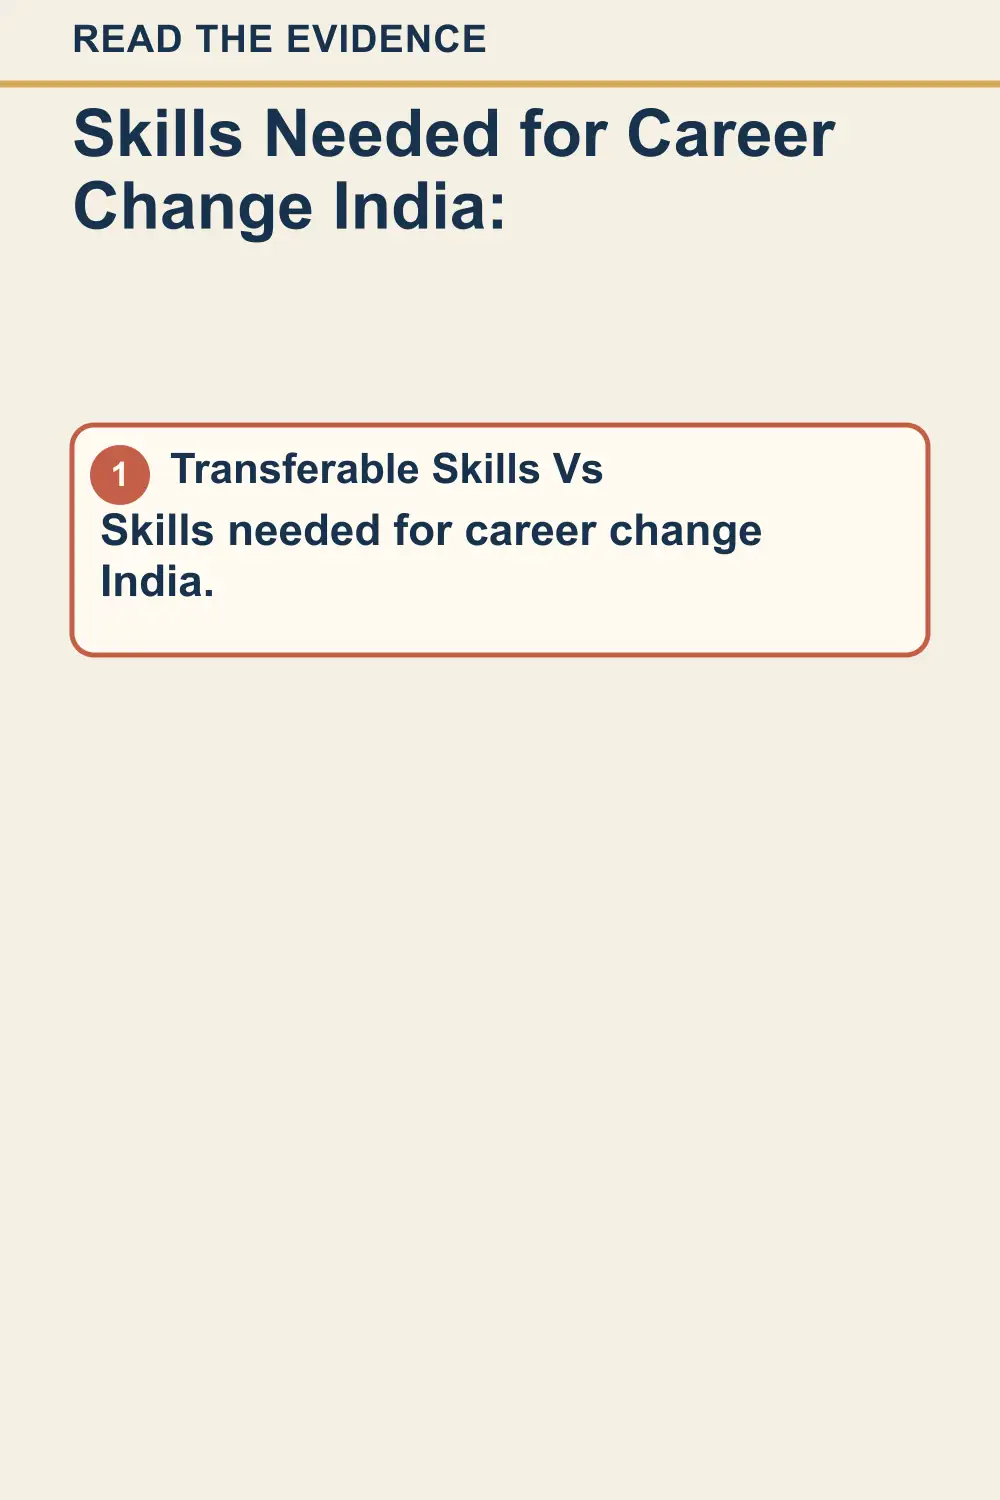 READ THE EVIDENCE
Skills Needed for Career
Change India:
1 Transferable Skills Vs
Skills needed for career change
India.